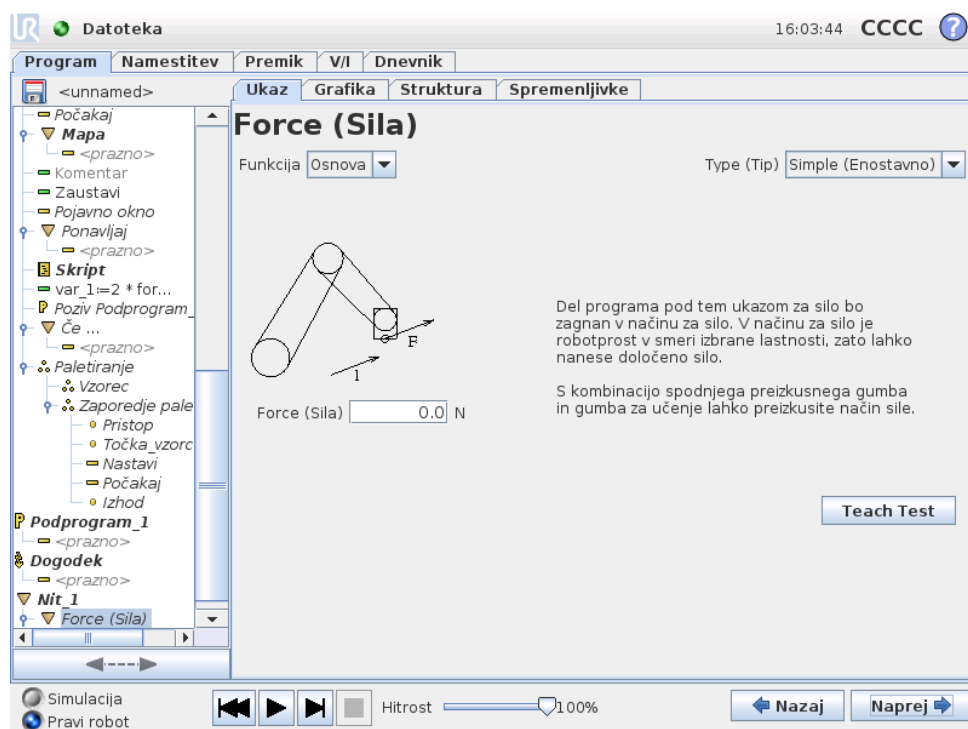 UR Datoteka 16:03:44 CCCC ?
Program Namestitev Premik V/I Dnevnik
<unnamed>
Ukaz Grafika Struktura Spremenljivke
Počakaj
Mapa
<prazno>
Komentar
Zaustavi
Pojavno okno
Ponavljaj
<prazno>
Skript
var_1:=2 * for...
P Poziv Podprogram_
Če ...
<prazno>
Paletiranje
Vzorec
Zaporedje pale
Pristop
Točka_vzorc
Nastavi
Počakaj
Izhod
P Podprogram_1
<prazno>
Dogodek
<prazno>
Nit_1
Force (Sila)
Force (Sila)
Funkcija Osnova
Type (Tip) Simple (Enostavno)
F
1
Force (Sila) 0.0 N
Del programa pod tem ukazom za silo bo
zagnan v načinu za silo. V načinu za silo je
robotprost v smeri izbrane lastnosti, zato lahko
nanese določeno silo.
S kombinacijo spodnjega preizkusnega gumba
in gumba za učenje lahko preizkusite način sile.
Teach Test
Simulacija
Pravi robot
Hitrost 100%
Nazaj Naprej